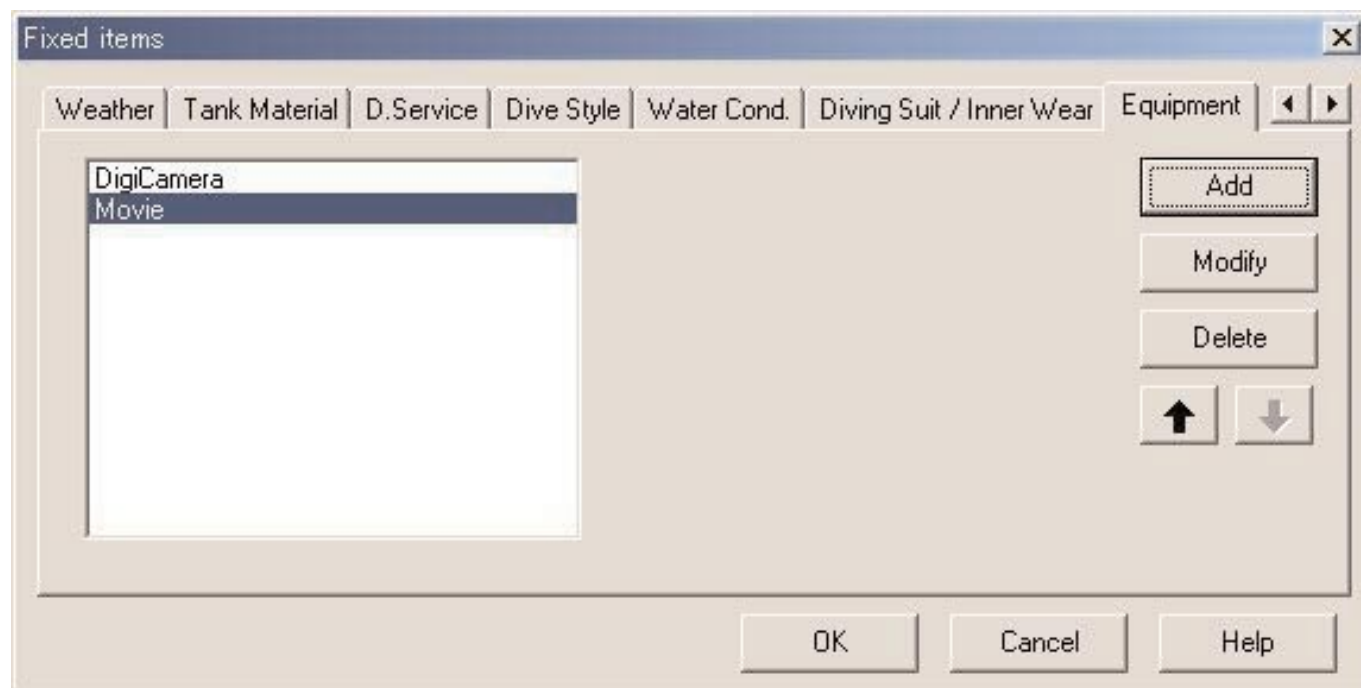 Fixed items
Weather Tank Material D.Service Dive Style Water Cond. Diving Suit / Inner Wear Equipment
DigiCamera
Movie
Add
Modify
Delete
OK Cancel Help